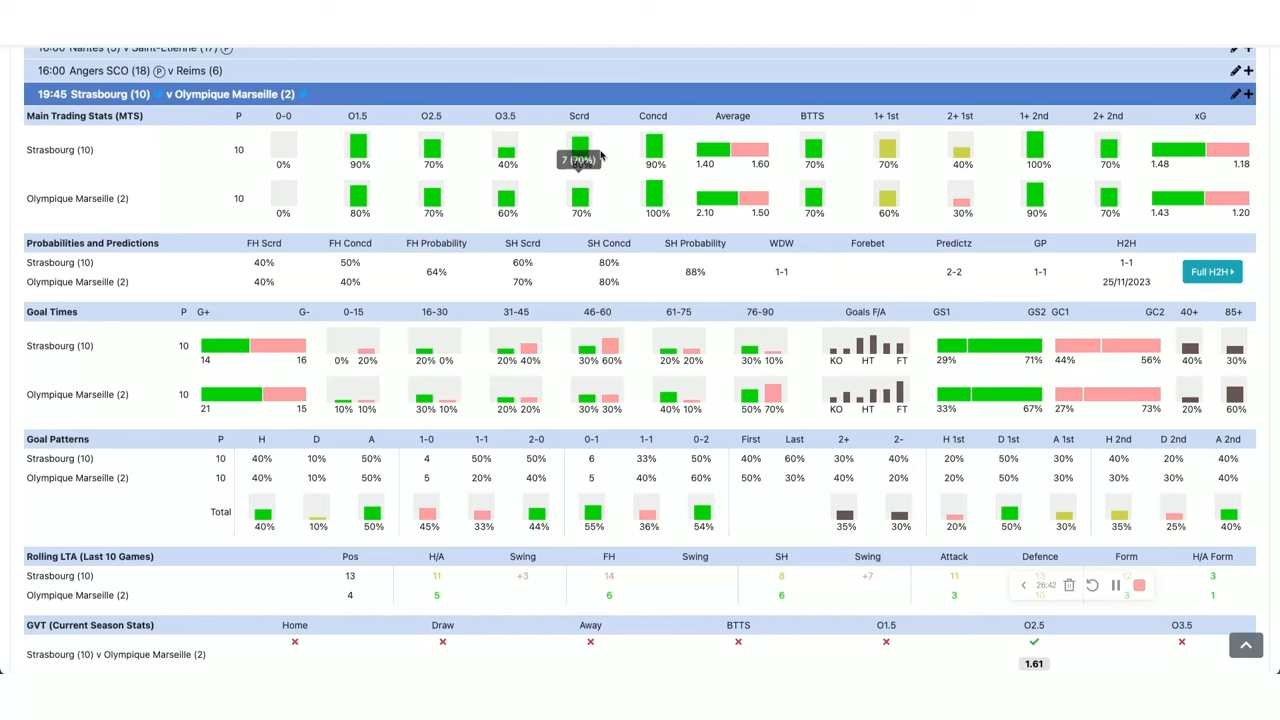 16:00 Nantes (5) v Saint-Etienne (17) P
16:00 Angers SCO (18) P v Reims (6)
19:45 Strasbourg (10) v Olympique Marseille (2)
Main Trading Stats (MTS) P 0-0 O1.5 O2.5 O3.5 Scrd Concd Average BTTS 1+ 1st 2+ 1st 1+ 2nd 2+ 2nd xG
Strasbourg (10) 10
7 (70%)
0% 90% 70% 40% 90% 1.40 1.60 70% 70% 40% 100% 70% 1.48 1.18
Olympique Marseille (2) 10
0% 80% 70% 60% 70% 100% 2.10 1.50 70% 60% 30% 90% 70% 1.43 1.20
Probabilities and Predictions FH Scrd FH Concd FH Probability SH Scrd SH Concd SH Probability WDW Forebet Predictz GP H2H
Strasbourg (10) 40% 50% 60% 80% 1-1
64% 88% 1-1 2-2 1-1 Full H2H
Olympique Marseille (2) 40% 40% 70% 80% 25/11/2023
Goal Times P G+ G- 0-15 16-30 31-45 46-60 61-75 76-90 Goals F/A GS1 GS2 GC1 GC2 40+ 85+
Strasbourg (10) 10
14 16 0% 20% 20% 0% 20% 40% 30% 60% 20% 20% 30% 10% KO HT FT 29% 71% 44% 56% 40% 30%
Olympique Marseille (2) 10
21 15 10% 10% 30% 10% 20% 20% 30% 30% 40% 10% 50% 70% KO HT FT 33% 67% 27% 73% 20% 60%
Goal Patterns P H D A 1-0 1-1 2-0 0-1 1-1 0-2 First Last 2+ 2- H 1st D 1st A 1st H 2nd D 2nd A 2nd
Strasbourg (10) 10 40% 10% 50% 4 50% 50% 6 33% 50% 40% 60% 30% 40% 20% 50% 30% 40% 20% 40%
Olympique Marseille (2) 10 40% 10% 50% 5 20% 40% 5 40% 60% 50% 30% 40% 20% 20% 50% 30% 30% 30% 40%
Total
40% 10% 50% 45% 33% 44% 55% 36% 54% 35% 30% 20% 50% 30% 35% 25% 40%
Rolling LTA (Last 10 Games) Pos H/A Swing FH Swing SH Swing Attack Defence Form H/A Form
Strasbourg (10) 13 11 +3 14 8 +7 11 13 12 3
26:42
Olympique Marseille (2) 4 5 6 6 3 10 3 1
GVT (Current Season Stats) Home Draw Away BTTS O1.5 O2.5 O3.5
Strasbourg (10) v Olympique Marseille (2)
1.61